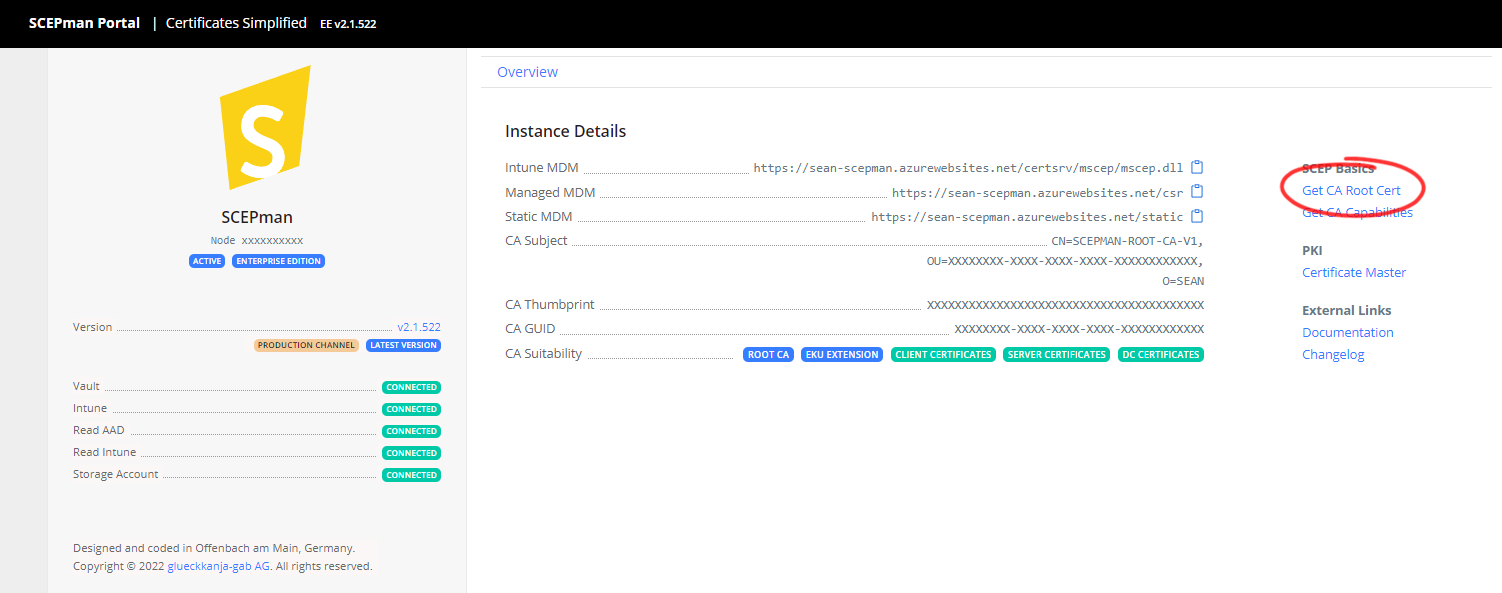 SCEPman Portal | Certificates Simplified EE v2.1.522
S
SCEPman
Node xxxxxxxxxx
ACTIVE ENTERPRISE EDITION
Version v2.1.522
PRODUCTION CHANNEL LATEST VERSION
Vault CONNECTED
Intune CONNECTED
Read AAD CONNECTED
Read Intune CONNECTED
Storage Account CONNECTED
Designed and coded in Offenbach am Main, Germany.
Copyright © 2022 glueckkanja-gab AG. All rights reserved.
Overview
Instance Details
Intune MDM https://sean-scepman.azurewebsites.net/certsrv/mscep/mscep.dll
Managed MDM https://sean-scepman.azurewebsites.net/csr
Static MDM https://sean-scepman.azurewebsites.net/static
CA Subject CN=SCEPMAN-ROOT-CA-V1,
OU=XXXXXXXX-XXXX-XXXX-XXXX-XXXXXXXXXXXX,
O=SEAN
CA Thumbprint XXXXXXXXXXXXXXXXXXXXXXXXXXXXXXXXXXXXXXXX
CA GUID XXXXXXXX-XXXX-XXXX-XXXX-XXXXXXXXXXXX
CA Suitability ROOT CA EKU EXTENSION CLIENT CERTIFICATES SERVER CERTIFICATES DC CERTIFICATES
SCEP Basics
Get CA Root Cert
Get CA Capabilities
PKI
Certificate Master
External Links
Documentation
Changelog